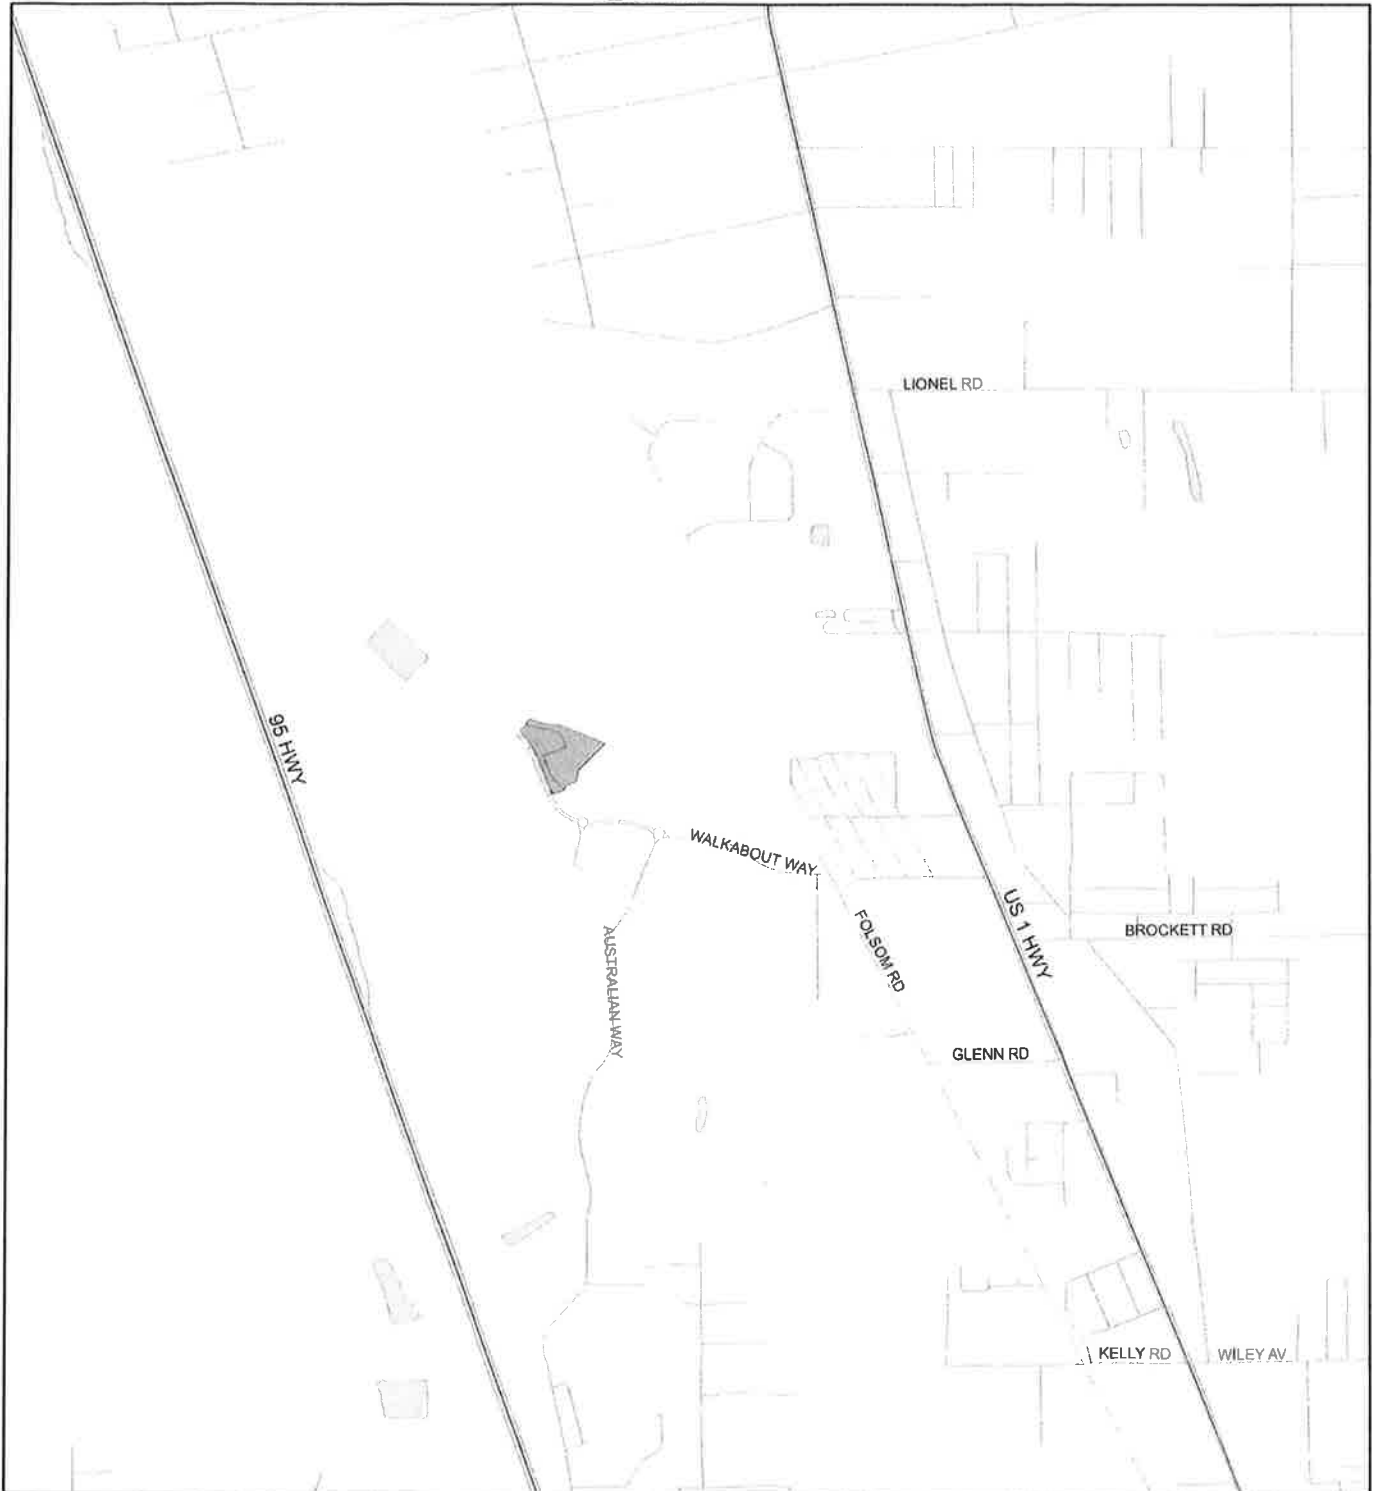 LIONEL RD
95 HWY
WALKABOUT WAY
US 1 HWY
FOLSOM RD
BROCKETT RD
AUSTRALIAN WAY
GLENN RD
KELLY RD
WILEY AV